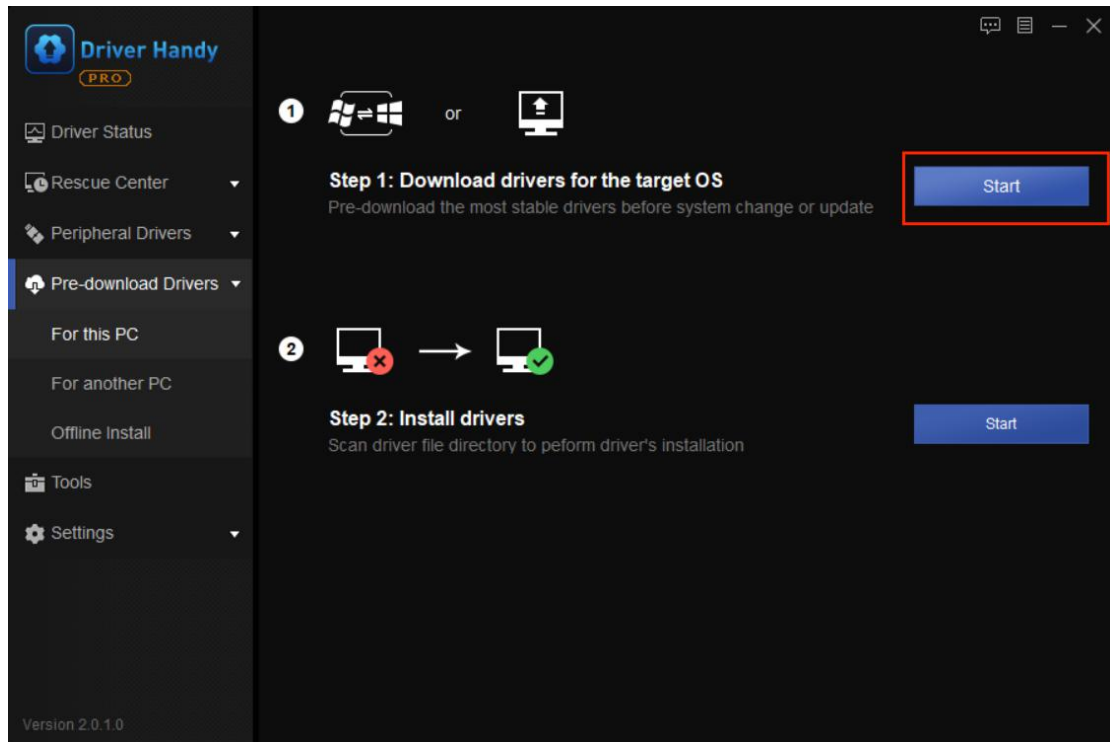 Driver Handy
PRO
Driver Status
Rescue Center
Peripheral Drivers
Pre-download Drivers
For this PC
For another PC
Offline Install
Tools
Settings
Version 2.0.1.0
1
or
Step 1: Download drivers for the target OS
Pre-download the most stable drivers before system change or update
Start
2
Step 2: Install drivers
Scan driver file directory to peform driver's installation
Start